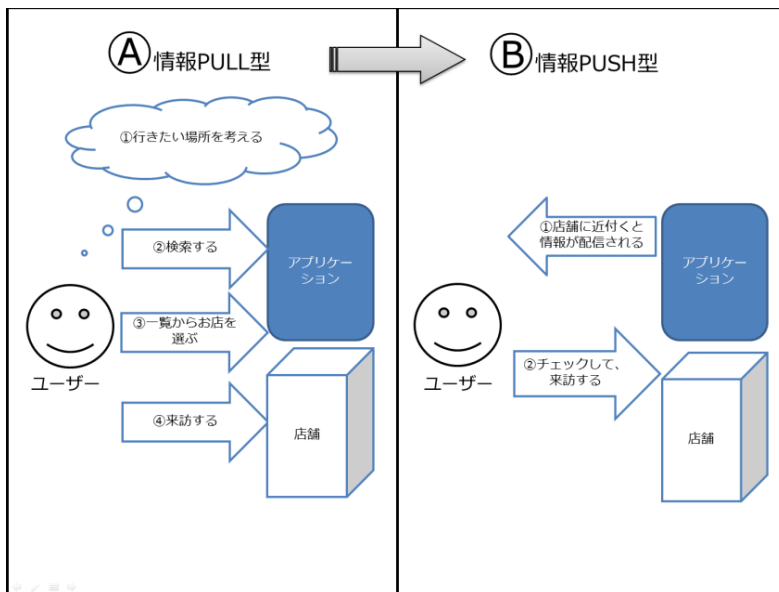 Ⓐ情報PULL型
①行きたい場所を考える
②検索する
アプリケー
ション
③一覧からお店を
選ぶ
ユーザー
④来訪する
店舗
Ⓑ情報PUSH型
①店舗に近付くと
情報が配信される
アプリケー
ション
ユーザー
②チェックして、
来訪する
店舗